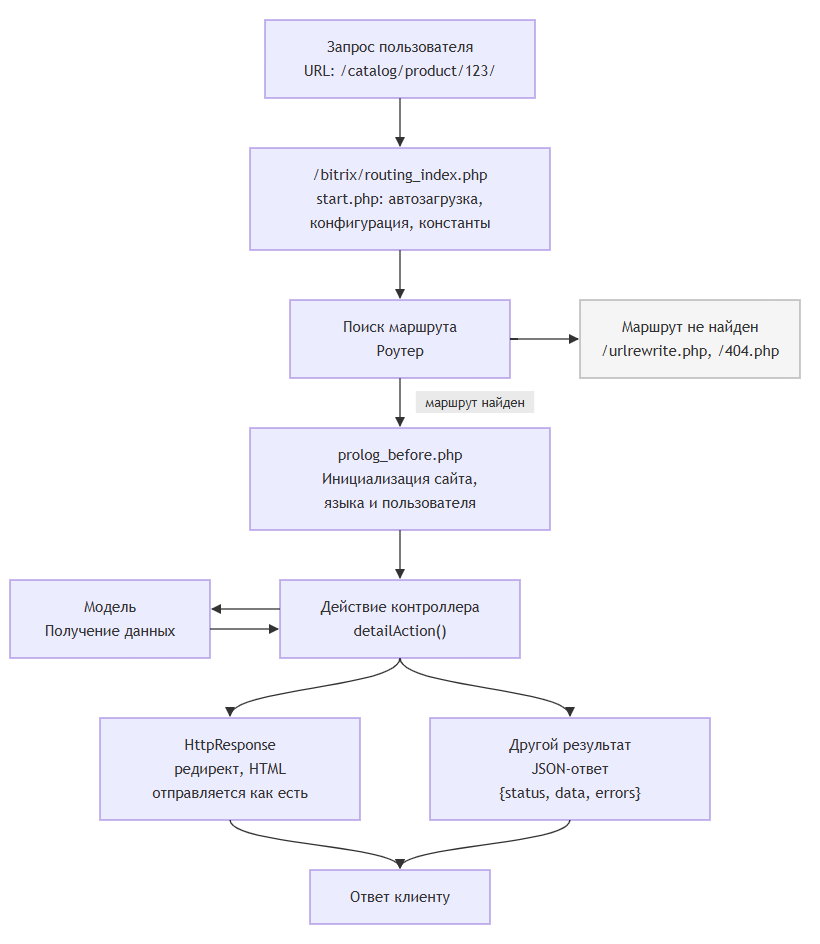 Запрос пользователя
URL: /catalog/product/123/
/bitrix/routing_index.php
start.php: автозагрузка,
конфигурация, константы
Поиск маршрута
Роутер
Маршрут не найден
/urlrewrite.php, /404.php
маршрут найден
prolog_before.php
Инициализация сайта,
языка и пользователя
Модель
Получение данных
Действие контроллера
detailAction()
HttpResponse
редирект, HTML
отправляется как есть
Другой результат
JSON-ответ
{status, data, errors}
Ответ клиенту